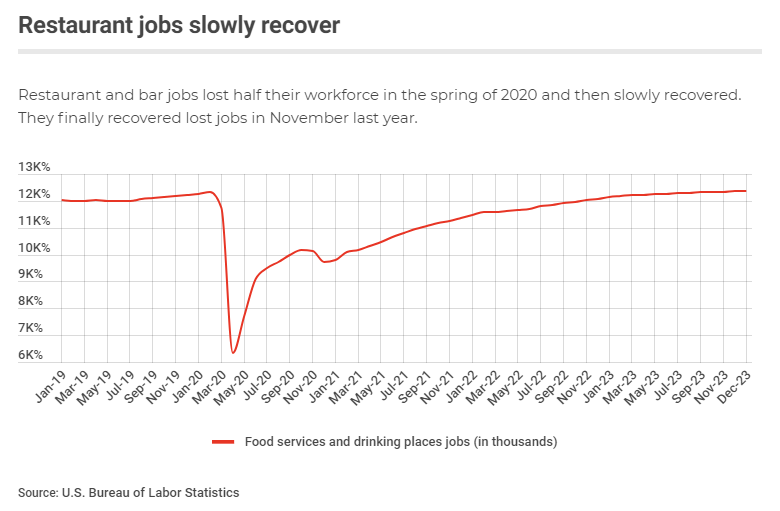 Restaurant jobs slowly recover
Restaurant and bar jobs lost half their workforce in the spring of 2020 and then slowly recovered.
They finally recovered lost jobs in November last year.
13K%
12K%
11K%
10K%
9K%
8K%
7K%
6K%
Jan-19
Mar-19
May-19
Jul-19
Sep-19
Nov-19
Jan-20
Mar-20
May-20
Jul-20
Sep-20
Nov-20
Jan-21
Mar-21
May-21
Jul-21
Sep-21
Nov-21
Jan-22
Mar-22
May-22
Jul-22
Sep-22
Nov-22
Jan-23
Mar-23
May-23
Jul-23
Sep-23
Nov-23
Dec-23
Food services and drinking places jobs (in thousands)
Source: U.S. Bureau of Labor Statistics